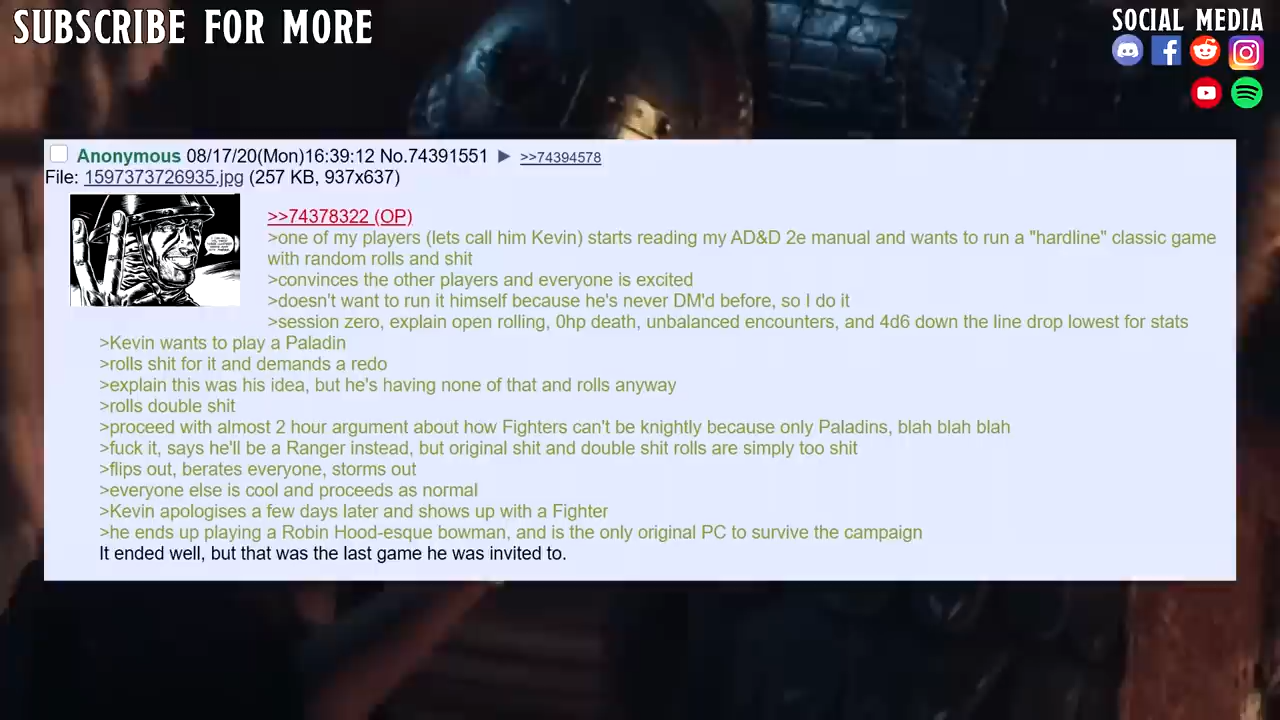 SUBSCRIBE FOR MORE
SOCIAL MEDIA
Anonymous 08/17/20(Mon)16:39:12 No.74391551 ▶ >>74394578
File: 1597373726935.jpg (257 KB, 937x637)
>>74378322 (OP)
>one of my players (lets call him Kevin) starts reading my AD&D 2e manual and wants to run a "hardline" classic game
with random rolls and shit
>convinces the other players and everyone is excited
>doesn't want to run it himself because he's never DM'd before, so I do it
>session zero, explain open rolling, 0hp death, unbalanced encounters, and 4d6 down the line drop lowest for stats
>Kevin wants to play a Paladin
>rolls shit for it and demands a redo
>explain this was his idea, but he's having none of that and rolls anyway
>rolls double shit
>proceed with almost 2 hour argument about how Fighters can't be knightly because only Paladins, blah blah blah
>fuck it, says he'll be a Ranger instead, but original shit and double shit rolls are simply too shit
>flips out, berates everyone, storms out
>everyone else is cool and proceeds as normal
>Kevin apologises a few days later and shows up with a Fighter
>he ends up playing a Robin Hood-esque bowman, and is the only original PC to survive the campaign
It ended well, but that was the last game he was invited to.